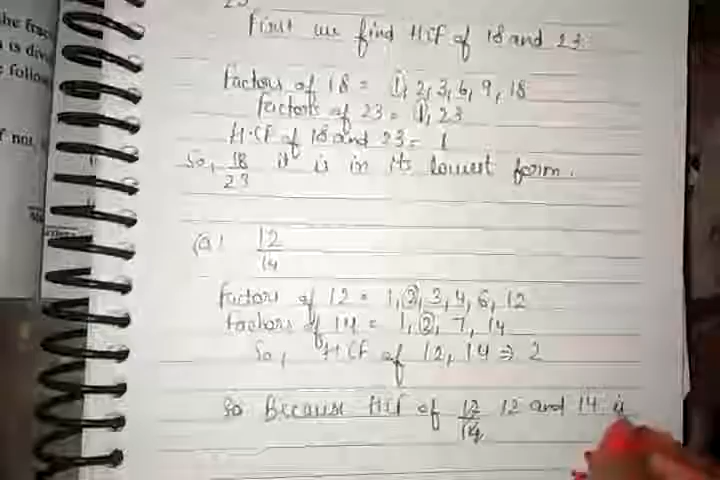 23
First we find HCF of 18 and 23.
Factors of 18 = 1, 2, 3, 6, 9, 18
factors of 23 = 1, 23
H.CF of 18 and 23 = 1
So, 18/23 it is in its lowest form.
(a) 12/14
factors of 12 = 1, 2, 3, 4, 6, 12
factors of 14 = 1, 2, 7, 14
So, HCF of 12, 14 ⇒ 2
So Because HCF of 12/14 12 and 14 is